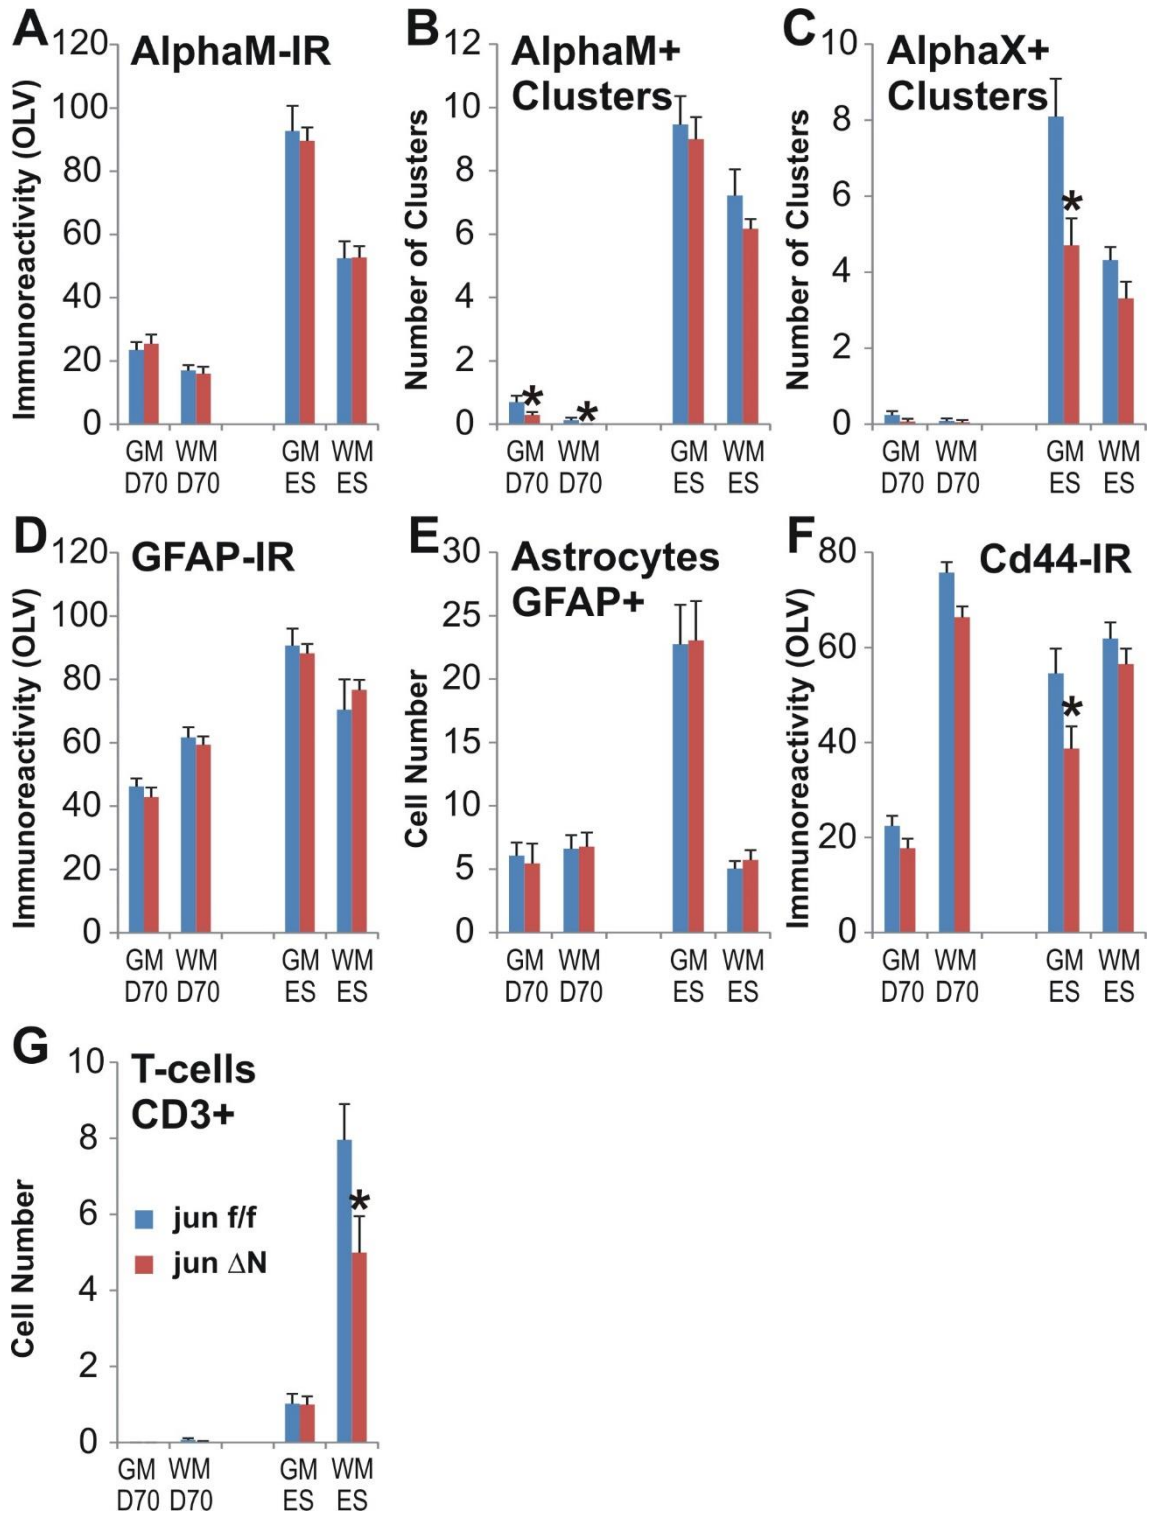 A
AlphaM-IR
Immunoreactivity (OLV)
120
100
80
60
40
20
0
GM WM GM WM
D70 D70 ES ES
B
AlphaM+
Clusters
Number of Clusters
12
10
8
6
4
2
0
*
*
GM WM GM WM
D70 D70 ES ES
C
AlphaX+
Clusters
Number of Clusters
10
8
6
4
2
0
*
GM WM GM WM
D70 D70 ES ES
D
GFAP-IR
Immunoreactivity (OLV)
120
100
80
60
40
20
0
GM WM GM WM
D70 D70 ES ES
E
Astrocytes
GFAP+
Cell Number
30
25
20
15
10
5
0
GM WM GM WM
D70 D70 ES ES
F
Cd44-IR
Immunoreactivity (OLV)
80
60
40
20
0
*
GM WM GM WM
D70 D70 ES ES
G
T-cells
CD3+
Cell Number
10
8
6
4
2
0
*
jun f/f
jun ΔN
GM WM GM WM
D70 D70 ES ES